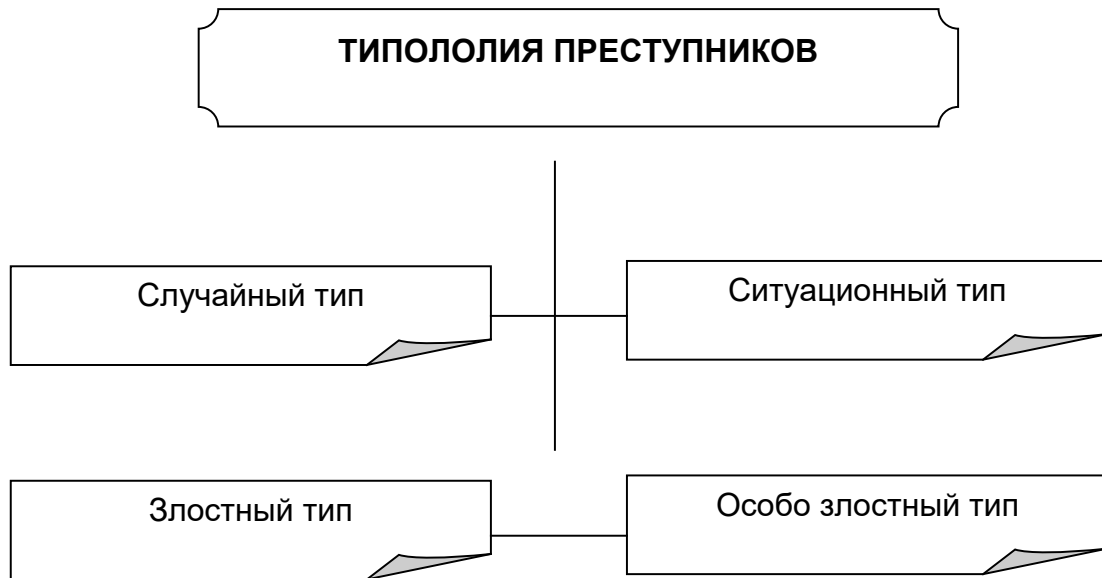 ТИПОЛОЛИЯ ПРЕСТУПНИКОВ
Случайный тип
Ситуационный тип
Злостный тип
Особо злостный тип